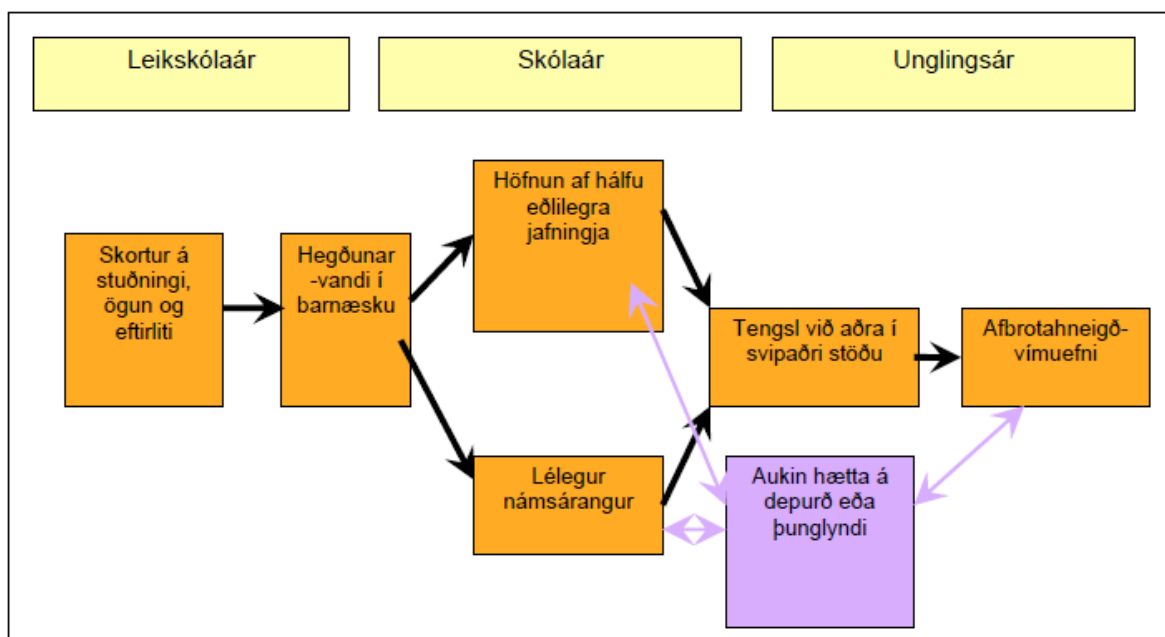 Leikskólaár
Skólaár
Unglingsár
Skortur á
stuðningi,
ögun og
eftirliti
Hegðunar
-vandi í
barnæsku
Höfnun af hálfu
eðlilegra
jafningja
Lélegur
námsárangur
Tengsl við aðra í
svipaðri stöðu
Afbrotahneigð-
vímuefni
Aukin hætta á
depurð eða
þunglyndi